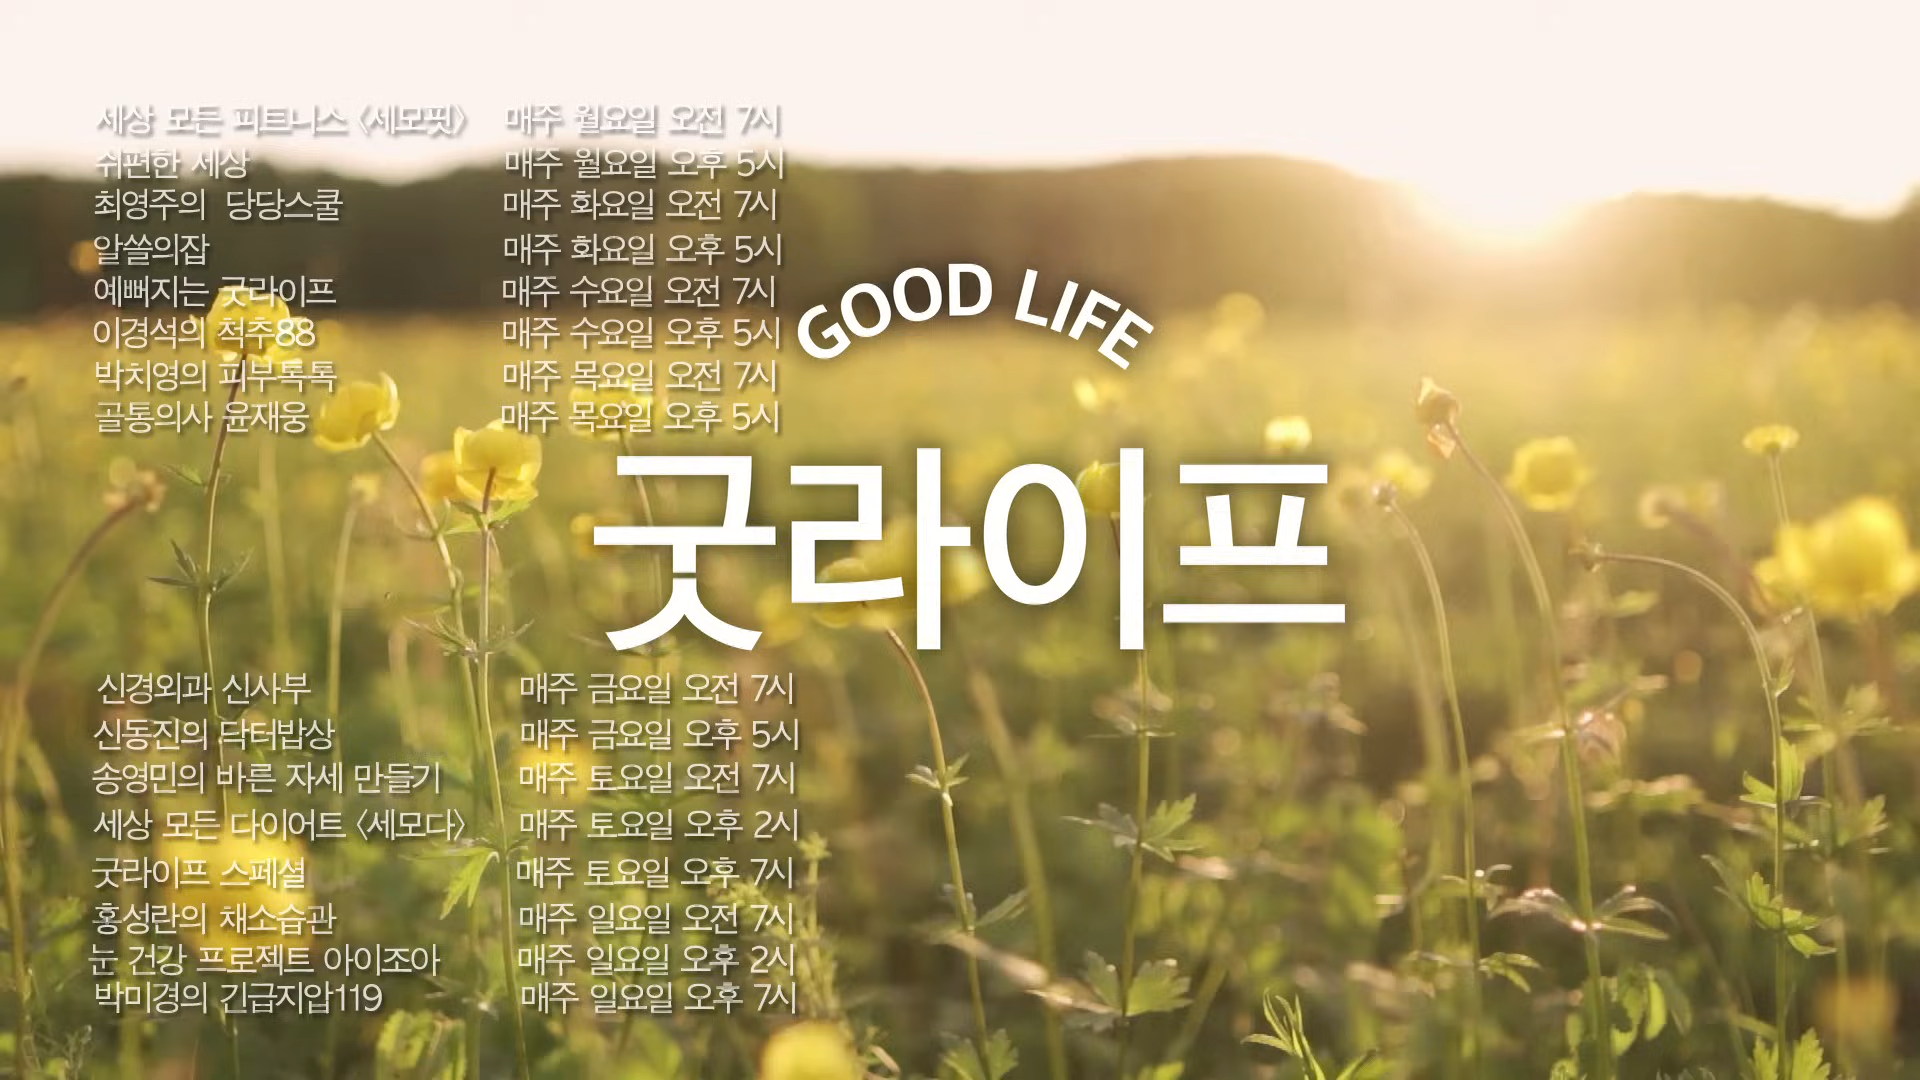 세상 모든 피트니스 〈세모핏〉 매주 월요일 오전 7시
쉬편한 세상 매주 월요일 오후 5시
최영주의 당당스쿨 매주 화요일 오전 7시
알쓸의잡 매주 화요일 오후 5시
예뻐지는 굿라이프 매주 수요일 오전 7시
이경석의 척추88 매주 수요일 오후 5시
박치영의 피부톡톡 매주 목요일 오전 7시
골통의사 윤재웅 매주 목요일 오후 5시
GOOD LIFE
굿라이프
신경외과 신사부 매주 금요일 오전 7시
신동진의 닥터밥상 매주 금요일 오후 5시
송영민의 바른 자세 만들기 매주 토요일 오전 7시
세상 모든 다이어트 〈세모다〉 매주 토요일 오후 2시
굿라이프 스페셜 매주 토요일 오후 7시
홍성란의 채소습관 매주 일요일 오전 7시
눈 건강 프로젝트 아이조아 매주 일요일 오후 2시
박미경의 긴급지압119 매주 일요일 오후 7시